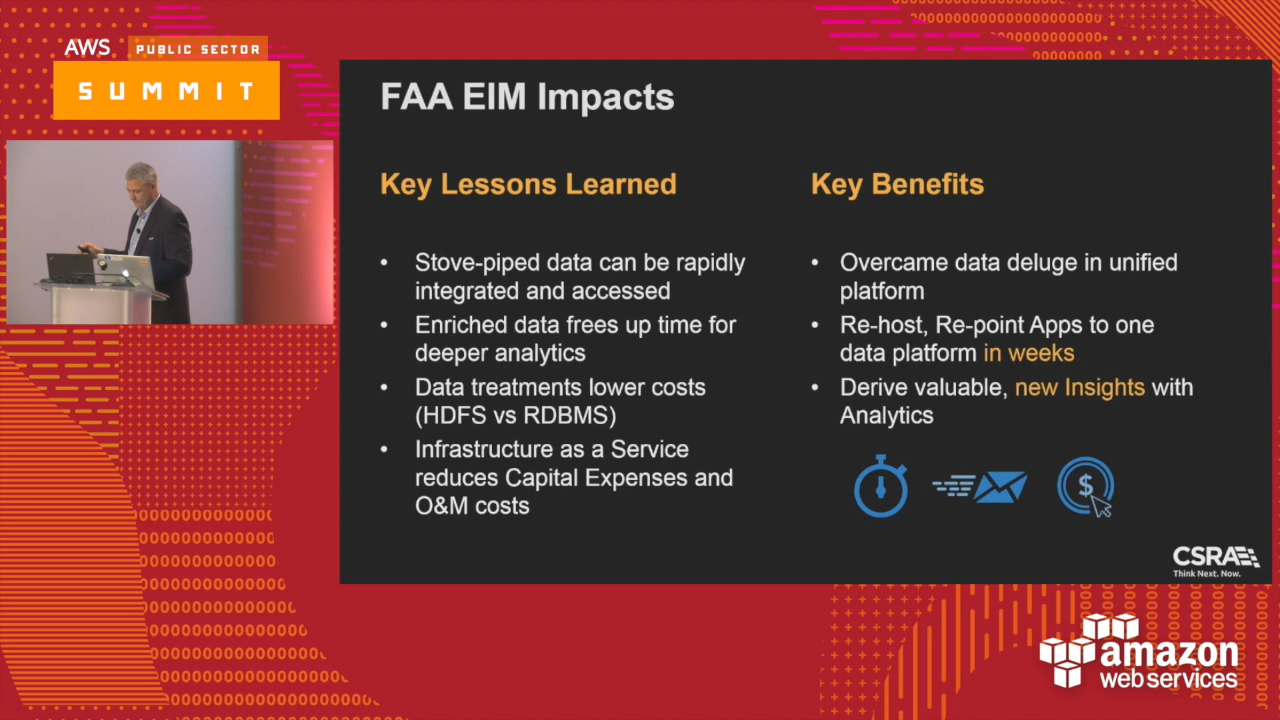 AWS PUBLIC SECTOR
SUMMIT
FAA EIM Impacts
Key Lessons Learned
• Stove-piped data can be rapidly
integrated and accessed
• Enriched data frees up time for
deeper analytics
• Data treatments lower costs
(HDFS vs RDBMS)
• Infrastructure as a Service
reduces Capital Expenses and
O&M costs
Key Benefits
• Overcame data deluge in unified
platform
• Re-host, Re-point Apps to one
data platform in weeks
• Derive valuable, new Insights with
Analytics
$
CSRA
Think Next. Now.
amazon
web services